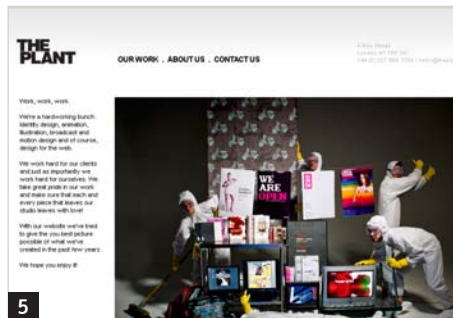 THE
PLANT
OUR WORK . ABOUT US . CONTACT US
Work, work, work.
We're a hardworking bunch.
Identity design, animation,
illustration, broadcast and
motion design and of course,
design for the web.
We work hard for our clients
and just as importantly we
work hard for ourselves. We
take great pride in our work
and make sure that each and
every piece that leaves our
studio leaves with love!
With our website we've tried
to give the you best picture
possible of what we've
created in the past few years.
We hope you enjoy it!
WE
ARE
OPEN
5